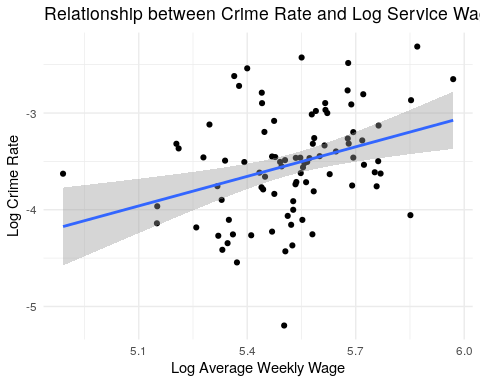 Relationship between Crime Rate and Log Service Wa
Log Crime Rate
-3
-4
-5
5.1 5.4 5.7 6.0
Log Average Weekly Wage